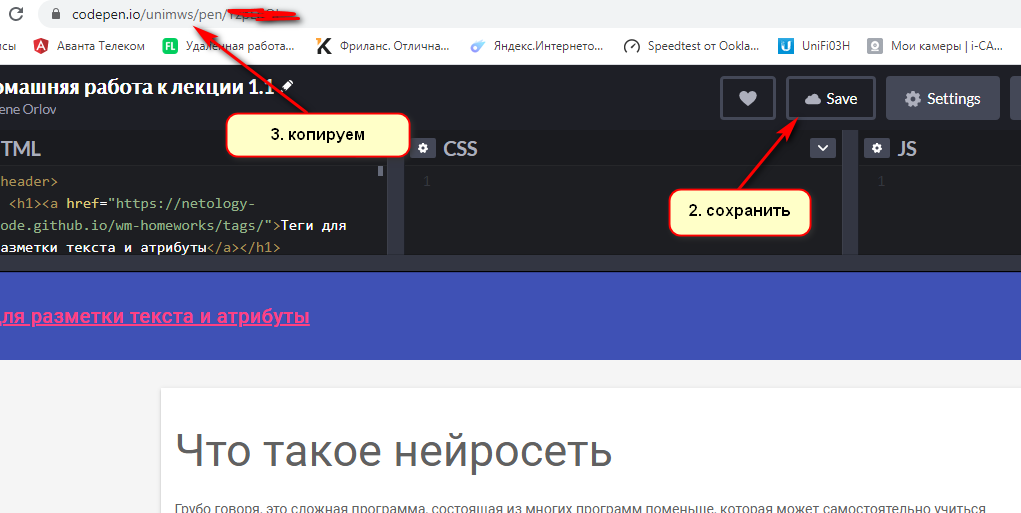 codepen.io/unimws/pen/
исы Аванта Телеком Удаленная работа... Фриланс. Отлична... Яндекс.Интернето... Speedtest от Ookla... UniFi03H Мои камеры | i-CA...
омашняя работа к лекции 1.1
ene Orlov
Save
Settings
3. копируем
TML
CSS
JS
header>
<h1><a href="https://netology-
ode.github.io/wm-homeworks/tags/">Теги для
азметки текста и атрибуты</a></h1>
1
1
2. сохранить
для разметки текста и атрибуты
Что такое нейросеть
Грубо говоря, это сложная программа, состоящая из многих программ поменьше, которая может самостоятельно учиться